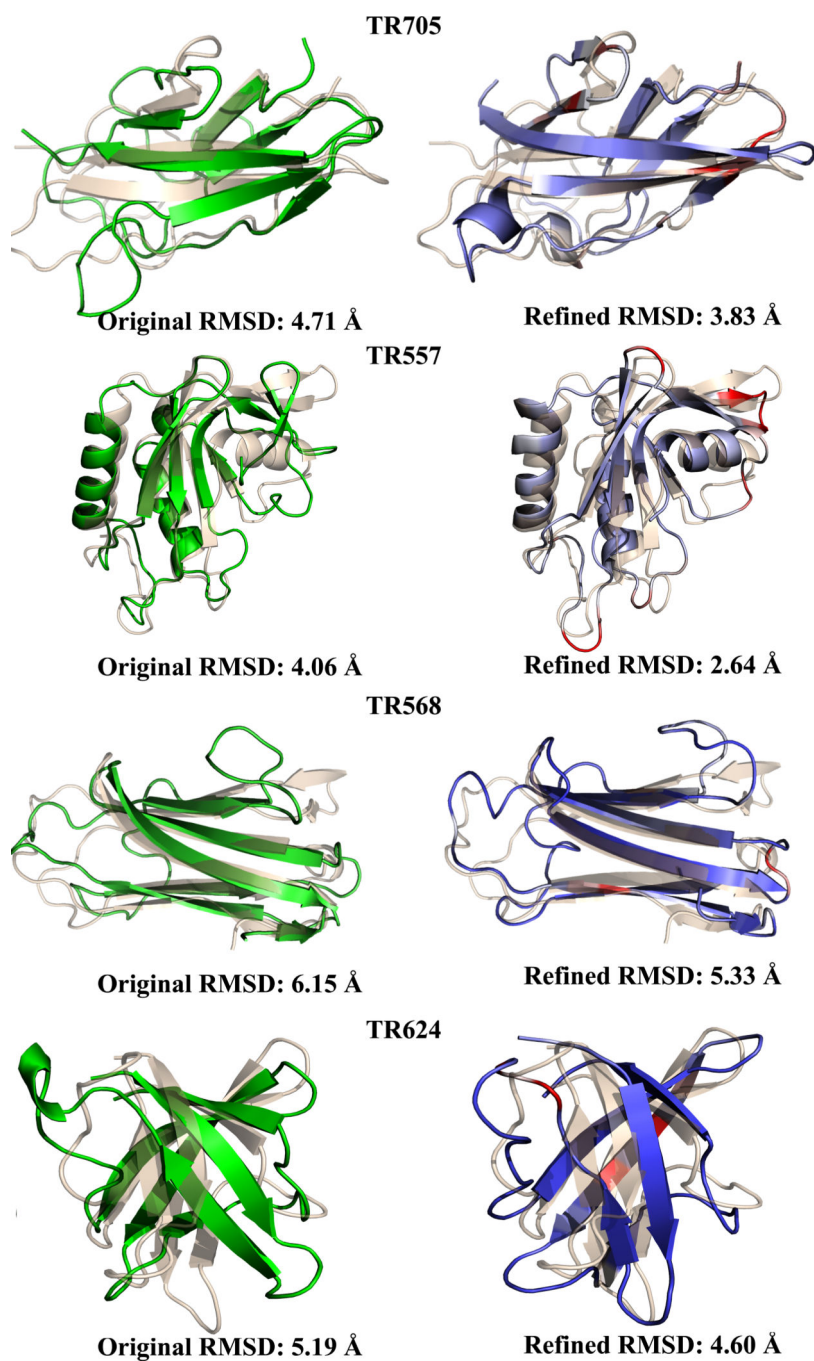 TR705
Original RMSD: 4.71 Å
Refined RMSD: 3.83 Å
TR557
Original RMSD: 4.06 Å
Refined RMSD: 2.64 Å
TR568
Original RMSD: 6.15 Å
Refined RMSD: 5.33 Å
TR624
Original RMSD: 5.19 Å
Refined RMSD: 4.60 Å